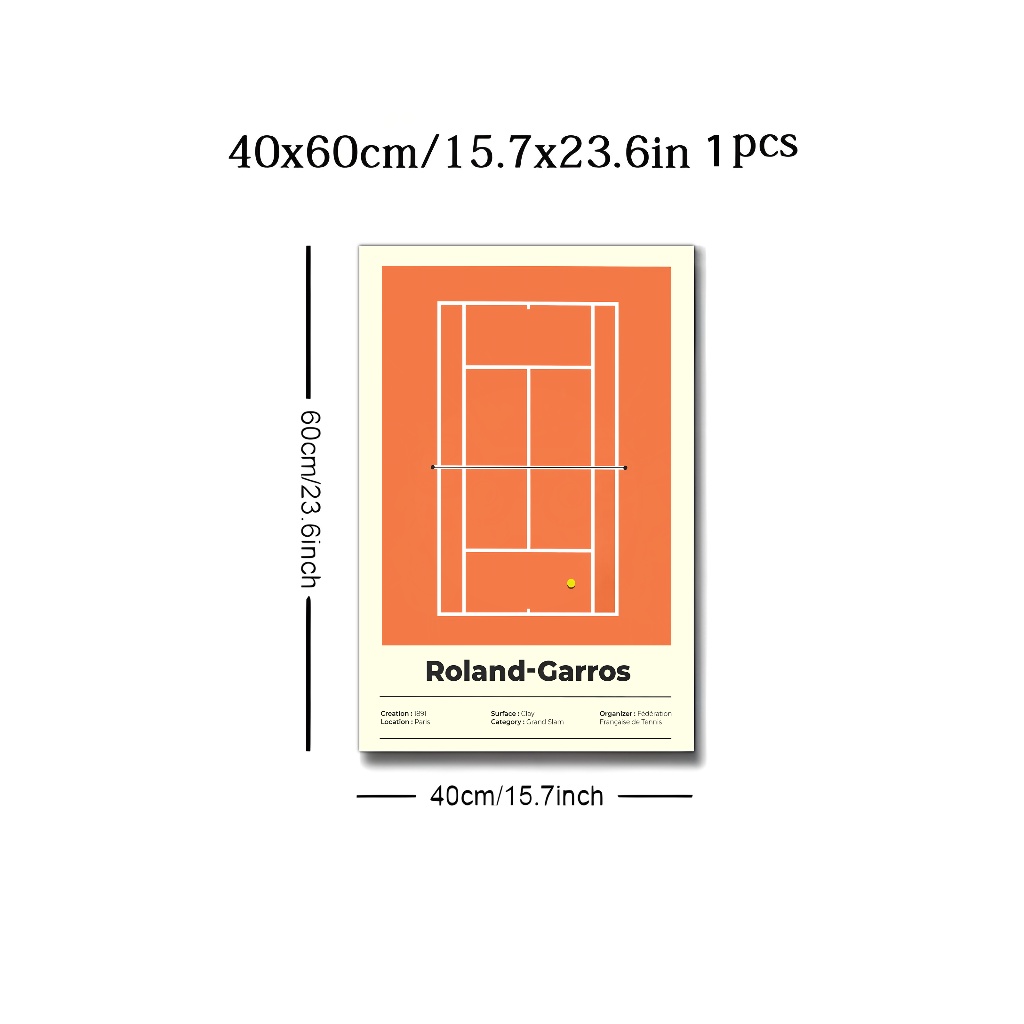 40x60cm/15.7x23.6in 1pcs
60cm/23.6inch
Roland-Garros
Creation : 1891
Location : Paris
Surface : Clay
Category : Grand Slam
Organizer : Fédération
Française de Tennis
40cm/15.7inch